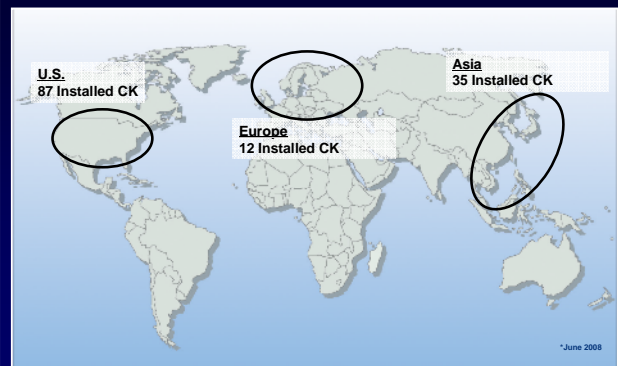 U.S.
87 Installed CK
Asia
35 Installed CK
Europe
12 Installed CK
*June 2008